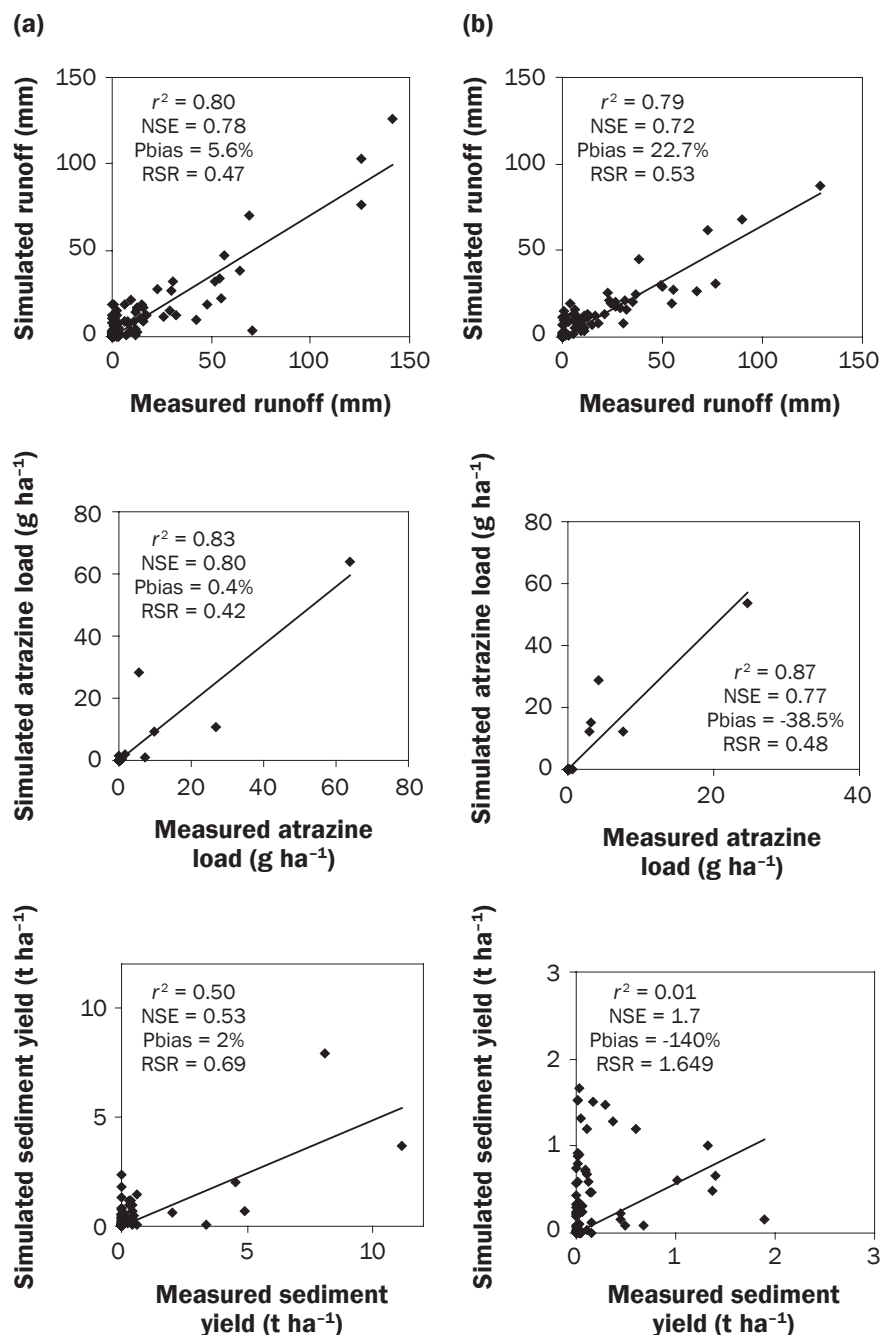 (a)
Simulated runoff (mm)
150
100
50
0
r² = 0.80
NSE = 0.78
Pbias = 5.6%
RSR = 0.47
0
50
100
150
Measured runoff (mm)
(b)
Simulated runoff (mm)
150
100
50
0
r² = 0.79
NSE = 0.72
Pbias = 22.7%
RSR = 0.53
0
50
100
150
Measured runoff (mm)
Simulated atrazine load (g ha⁻¹)
80
60
40
20
0
r² = 0.83
NSE = 0.80
Pbias = 0.4%
RSR = 0.42
0
20
40
60
80
Measured atrazine
load (g ha⁻¹)
Simulated atrazine load (g ha⁻¹)
80
60
40
20
0
r² = 0.87
NSE = 0.77
Pbias = -38.5%
RSR = 0.48
0
20
40
Measured atrazine
load (g ha⁻¹)
Simulated sediment yield (t ha⁻¹)
10
5
0
r² = 0.50
NSE = 0.53
Pbias = 2%
RSR = 0.69
0
5
10
Measured sediment
yield (t ha⁻¹)
Simulated sediment yield (t ha⁻¹)
3
2
1
0
r² = 0.01
NSE = 1.7
Pbias = -140%
RSR = 1.649
0
1
2
3
Measured sediment
yield (t ha⁻¹)